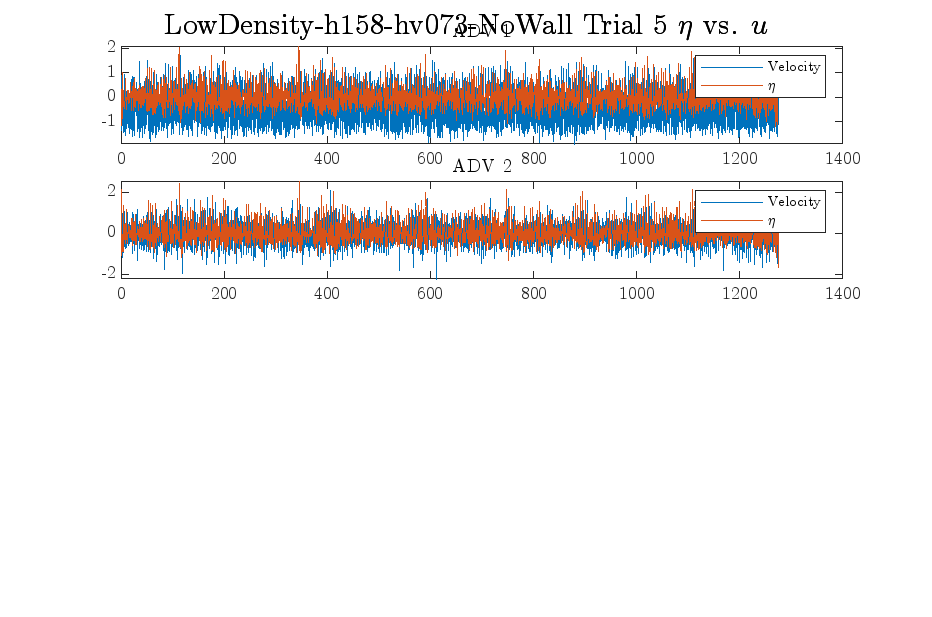 LowDensity-h158-hv073-NoWall Trial 5 η vs. u
ADV 1
2
1
0
-1
Velocity
η
0 200 400 600 800 1000 1200 1400
ADV 2
2
0
-2
Velocity
η
0 200 400 600 800 1000 1200 1400